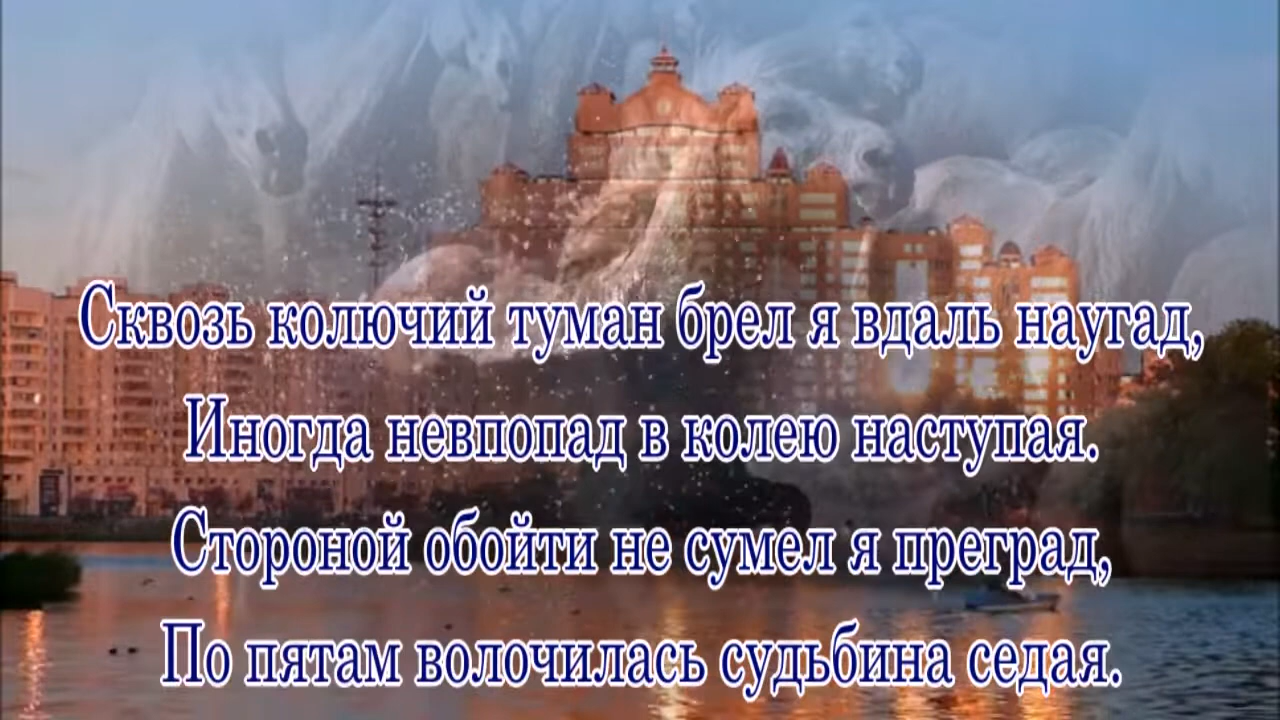 Сквозь колючий туман брел я вдаль наугад,
Иногда невпопад в колею наступая.
Стороной обойти не сумел я преград,
По пятам волочилась судьбина седая.